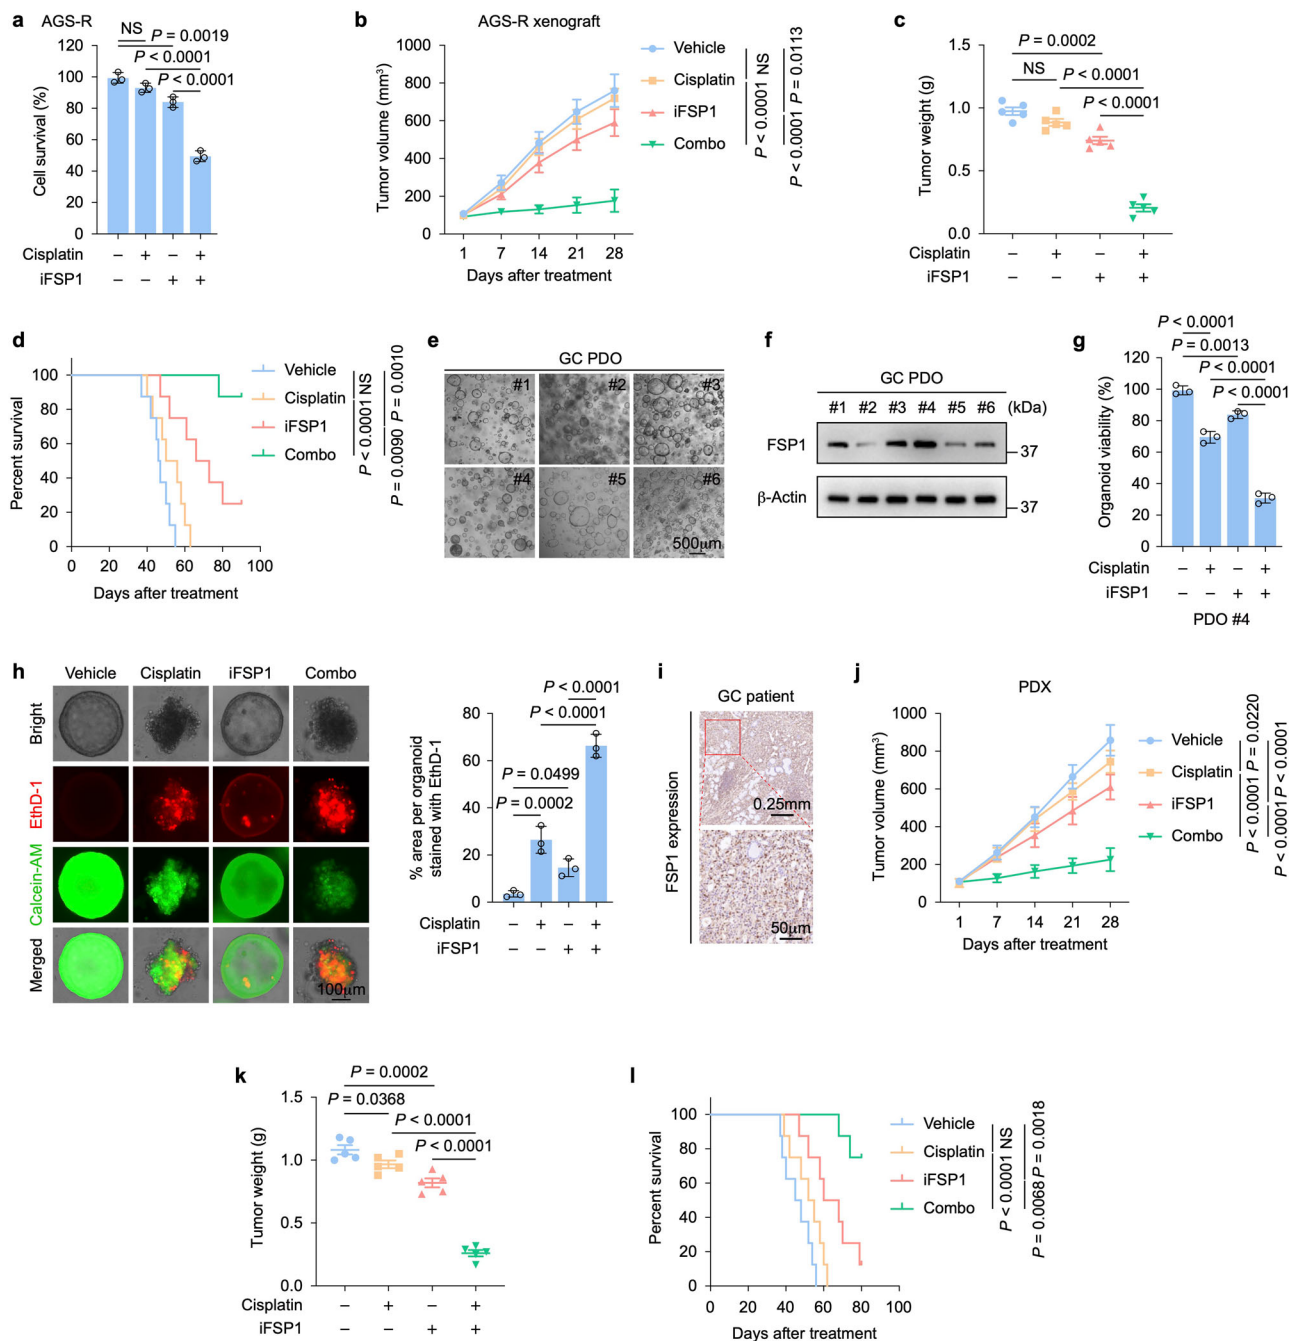 a
AGS-R
NS
P = 0.0019
P < 0.0001
P < 0.0001
Cell survival (%)
120
100
80
60
40
20
0
Cisplatin − + − +
iFSP1 − − + +
b
AGS-R xenograft
Tumor volume (mm³)
1000
800
600
400
200
0
1 7 14 21 28
Days after treatment
Vehicle
Cisplatin
iFSP1
Combo
P < 0.0001 NS
P < 0.0001 P = 0.0113
c
P = 0.0002
NS
P < 0.0001
P < 0.0001
Tumor weight (g)
1.5
1.0
0.5
0.0
Cisplatin − + − +
iFSP1 − − + +
d
Percent survival
100
80
60
40
20
0
0 20 40 60 80 100
Days after treatment
Vehicle
Cisplatin
iFSP1
Combo
P < 0.0001 NS
P = 0.0090 P = 0.0010
e
GC PDO
#1 #2 #3
#4 #5 #6
500μm
f
GC PDO
#1 #2 #3 #4 #5 #6 (kDa)
FSP1
37
β-Actin
37
g
P < 0.0001
P = 0.0013
P < 0.0001
P < 0.0001
Organoid viability (%)
120
100
80
60
40
20
0
Cisplatin − + − +
iFSP1 − − + +
PDO #4
h
Vehicle Cisplatin iFSP1 Combo
Bright
EthD-1
Calcein-AM
Merged
100μm
P < 0.0001
P < 0.0001
P = 0.0499
P = 0.0002
% area per organoid
stained with EthD-1
80
60
40
20
0
Cisplatin − + − +
iFSP1 − − + +
i
GC patient
FSP1 expression
0.25mm
50μm
j
PDX
Tumor volume (mm³)
1000
800
600
400
200
0
1 7 14 21 28
Days after treatment
Vehicle
Cisplatin
iFSP1
Combo
P < 0.0001 P = 0.0220
P < 0.0001 P < 0.0001
k
P = 0.0002
P = 0.0368
P < 0.0001
P < 0.0001
Tumor weight (g)
1.5
1.0
0.5
0.0
Cisplatin − + − +
iFSP1 − − + +
l
Percent survival
100
80
60
40
20
0
0 20 40 60 80 100
Days after treatment
Vehicle
Cisplatin
iFSP1
Combo
P < 0.0001 NS
P = 0.0068 P = 0.0018